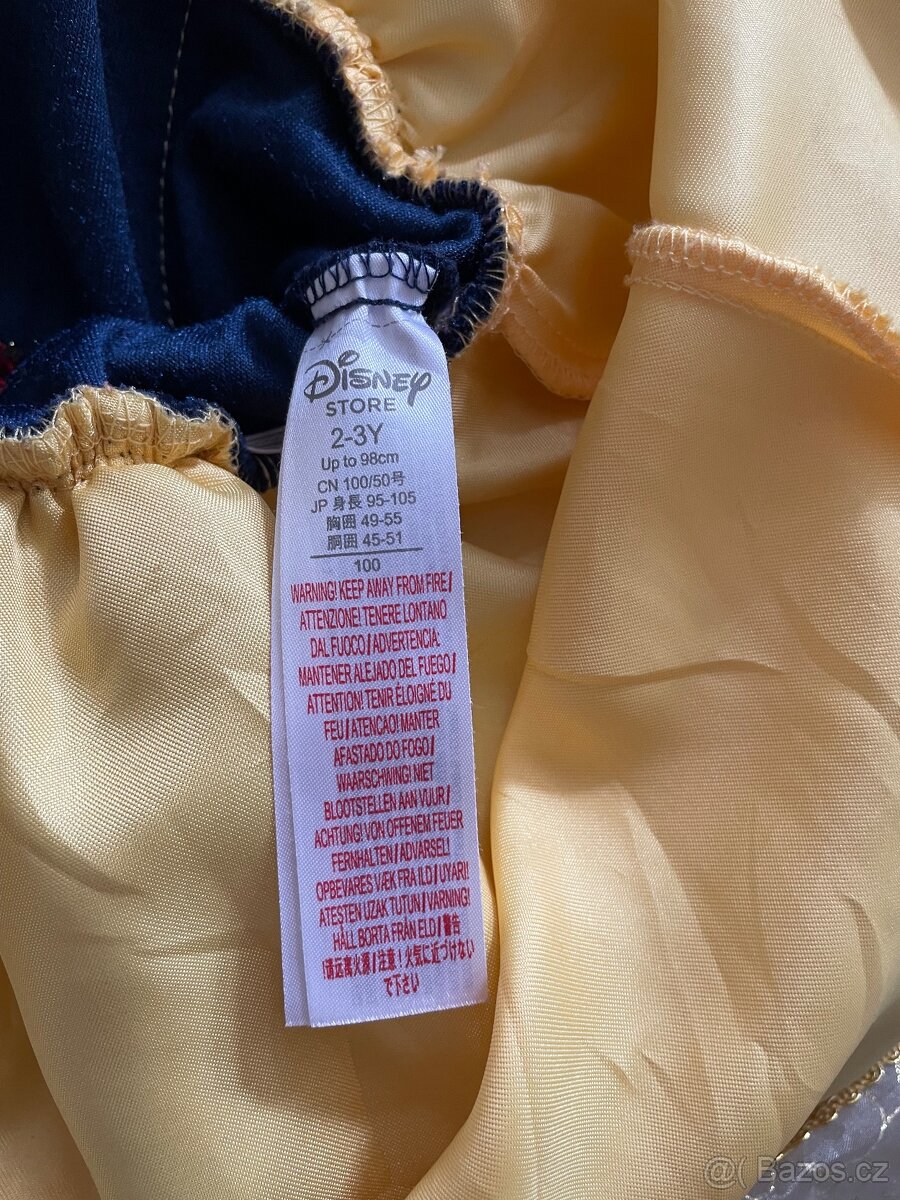 Disney
STORE
2-3Y
Up to 98cm
CN 100/50号
JP 身長 95-105
胸囲 49-55
胴囲 45-51
100
WARNING! KEEP AWAY FROM FIRE/
ATTENZIONE! TENERE LONTANO
DAL FUOCO/ADVERTENCIA:
MANTENER ALEJADO DEL FUEGO/
ATTENTION! TENIR ÉLOIGNÉ DU
FEU/ATENCAO! MANTER
AFASTADO DO FOGO/
WAARSCHWING! NIET
BLOOTSTELLEN AAN VUUR/
ACHTUNG! VON OFFENEM FEUER
FERNHALTEN/ADVARSEL!
OPBEVARES VÆK FRA ILD/UYARI!
ATESTEN UZAK TUTUN/VARNING!
HÅLL BORTA FRÅN ELD/警告
!请远离火源/注意！火気に近づけない
で下さい
@( Bazos.cz